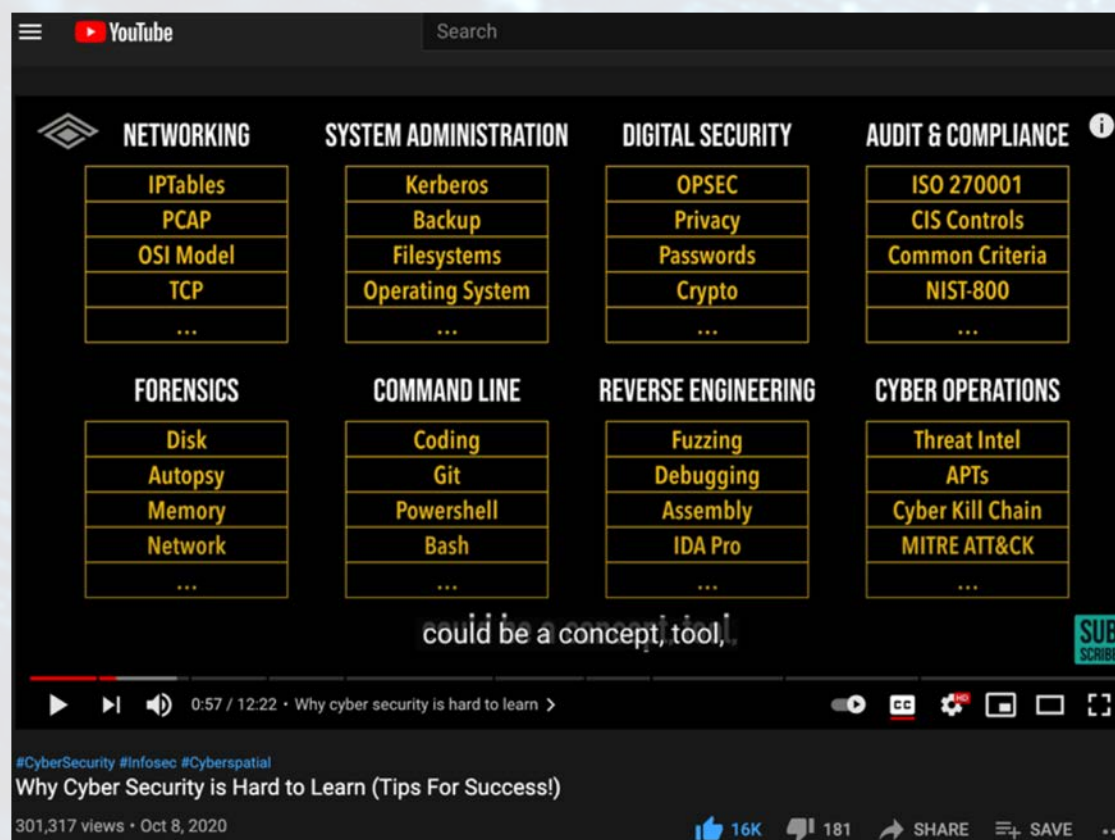 YouTube
Search
NETWORKING
IPTables
PCAP
OSI Model
TCP
...
SYSTEM ADMINISTRATION
Kerberos
Backup
Filesystems
Operating System
...
DIGITAL SECURITY
OPSEC
Privacy
Passwords
Crypto
...
AUDIT & COMPLIANCE
ISO 270001
CIS Controls
Common Criteria
NIST-800
...
FORENSICS
Disk
Autopsy
Memory
Network
...
COMMAND LINE
Coding
Git
Powershell
Bash
...
REVERSE ENGINEERING
Fuzzing
Debugging
Assembly
IDA Pro
...
CYBER OPERATIONS
Threat Intel
APTs
Cyber Kill Chain
MITRE ATT&CK
...
could be a concept, tool,
SUB
SCRIBE
0:57 / 12:22 • Why cyber security is hard to learn >
CC
HD
#CyberSecurity #Infosec #Cyberspatial
Why Cyber Security is Hard to Learn (Tips For Success!)
301,317 views • Oct 8, 2020
16K 181 SHARE SAVE